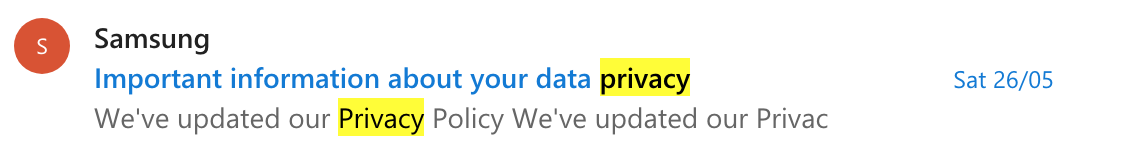 S
Samsung
Important information about your data privacy
Sat 26/05
We've updated our Privacy Policy We've updated our Privac